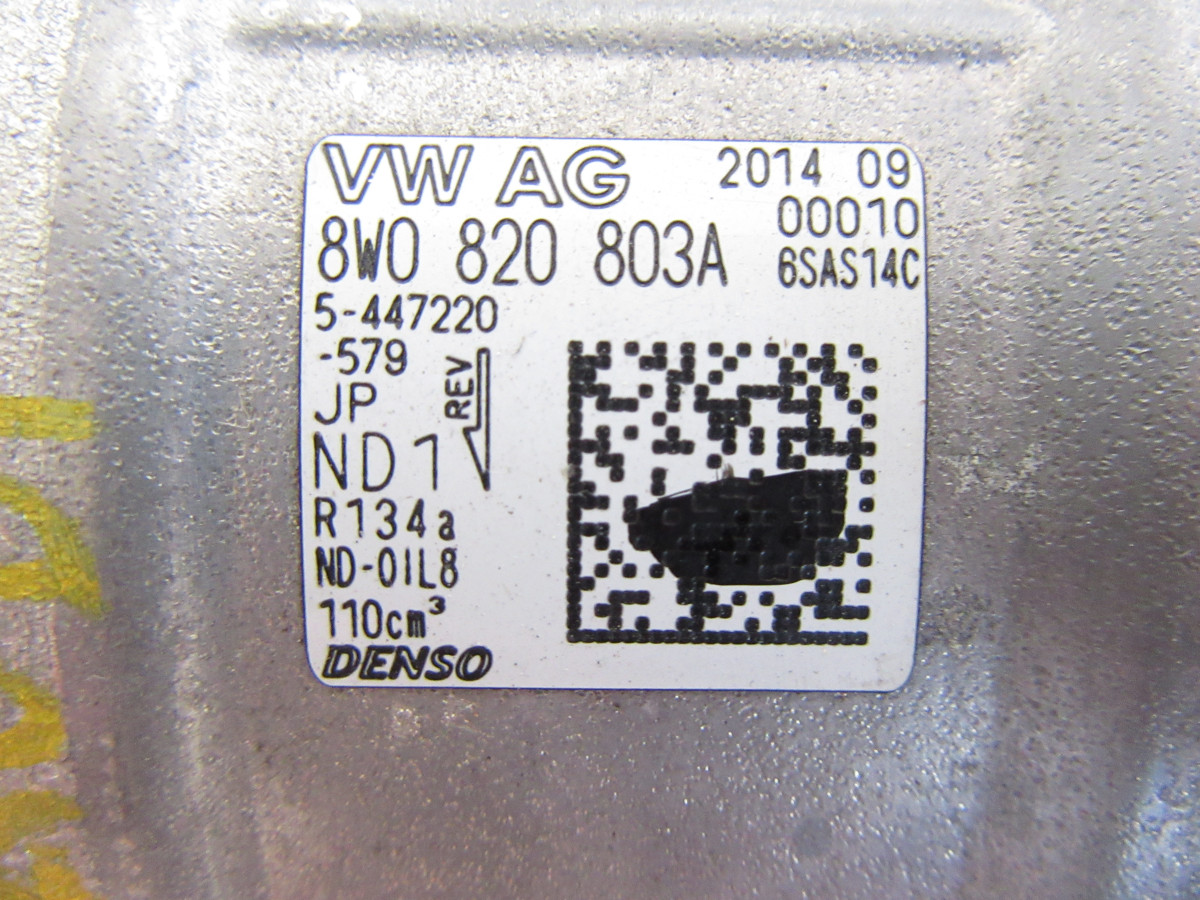 VW AG 2014 09
00010
8W0 820 803A 6SAS14C
5-447220
-579
REV
JP
ND1
R134a
ND-OIL8
110cm³
DENSO